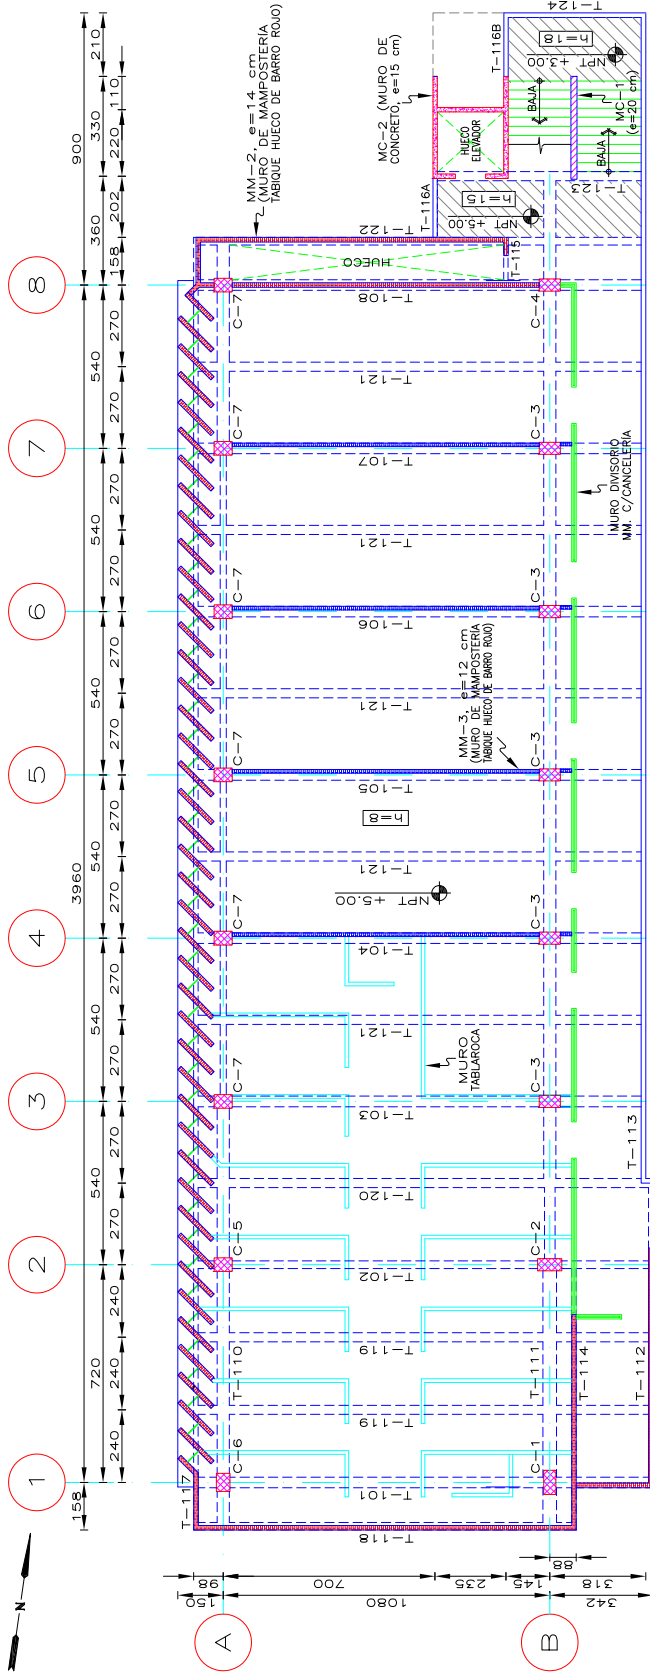 N
1
2
3
4
5
6
7
8
158
3960
900
720
540
540
540
540
540
540
360
330
210
240
240
240
270
270
270
270
270
270
270
270
270
270
270
270
158
202
220
110
A
B
150
98
1080
700
235
145
88
342
318
T-117
C-6
T-110
C-5
C-7
C-7
C-7
C-7
C-7
C-7
MM-2, e=14 cm
(MURO DE MAMPOSTERÍA
TABIQUE HUECO DE BARRO ROJO)
T-118
T-101
T-119
T-119
T-102
T-120
T-103
T-121
T-104
T-121
T-105
T-121
T-106
T-121
T-107
T-121
T-108
T-122
HUECO
NPT +5.00
h=8
MURO
TABLAROCA
MM-3, e=12 cm
(MURO DE MAMPOSTERÍA
TABIQUE HUECO DE BARRO ROJO)
MC-2 (MURO DE
CONCRETO, e=15 cm)
T-116A
T-116B
HUECO
ELEVADOR
h=15
NPT +5.00
T-115
C-1
T-111
C-2
C-3
C-3
C-3
C-3
C-3
C-4
BAJA
BAJA
h=18
NPT +3.00
T-124
T-123
MC-1
(e=20 cm)
T-114
T-112
T-113
MURO DIVISORIO
MM. C/CANCELERÍA